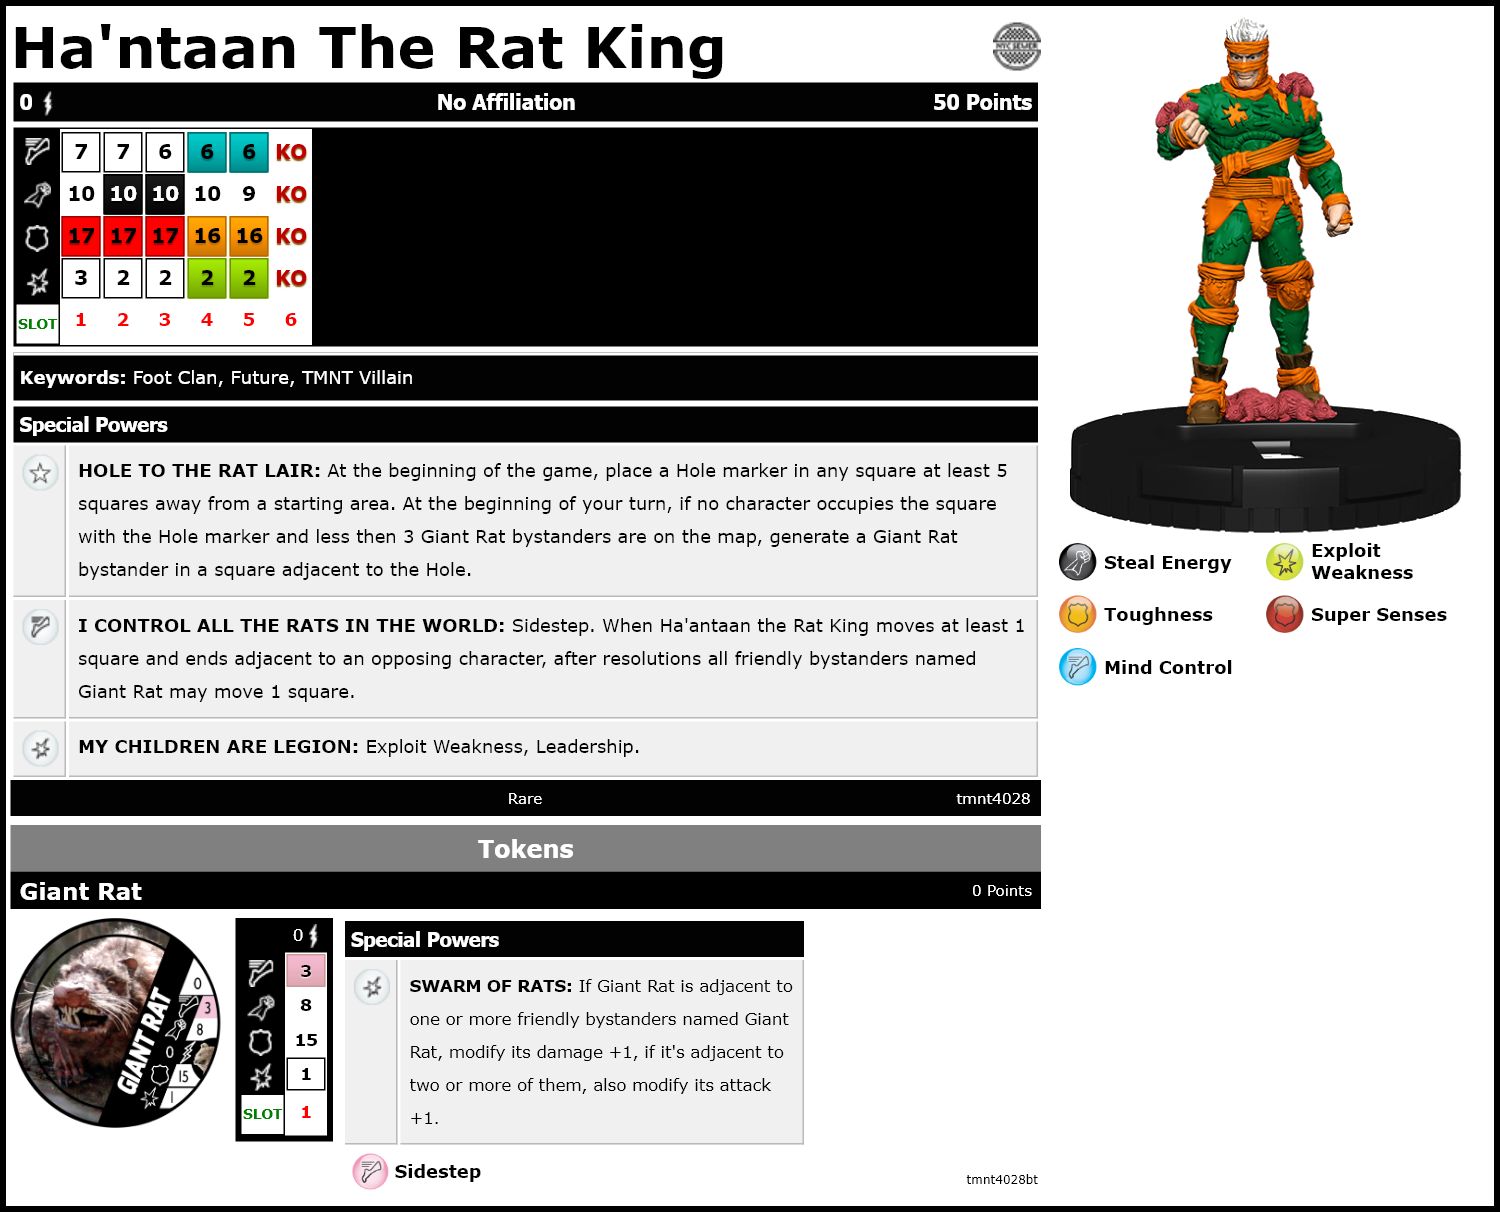 Ha'ntaan The Rat King
0 No Affiliation 50 Points
7 7 6 6 6 KO
10 10 10 10 9 KO
17 17 17 16 16 KO
3 2 2 2 2 KO
SLOT 1 2 3 4 5 6
Keywords: Foot Clan, Future, TMNT Villain
Special Powers
HOLE TO THE RAT LAIR: At the beginning of the game, place a Hole marker in any square at least 5
squares away from a starting area. At the beginning of your turn, if no character occupies the square
with the Hole marker and less then 3 Giant Rat bystanders are on the map, generate a Giant Rat
bystander in a square adjacent to the Hole.
I CONTROL ALL THE RATS IN THE WORLD: Sidestep. When Ha'antaan the Rat King moves at least 1
square and ends adjacent to an opposing character, after resolutions all friendly bystanders named
Giant Rat may move 1 square.
MY CHILDREN ARE LEGION: Exploit Weakness, Leadership.
Rare tmnt4028
Steal Energy
Exploit
Weakness
Toughness
Super Senses
Mind Control
Tokens
Giant Rat 0 Points
GIANT RAT
0
3
8
0
15
1
0
3
8
15
1
SLOT 1
Special Powers
SWARM OF RATS: If Giant Rat is adjacent to
one or more friendly bystanders named Giant
Rat, modify its damage +1, if it's adjacent to
two or more of them, also modify its attack
+1.
Sidestep
tmnt4028bt